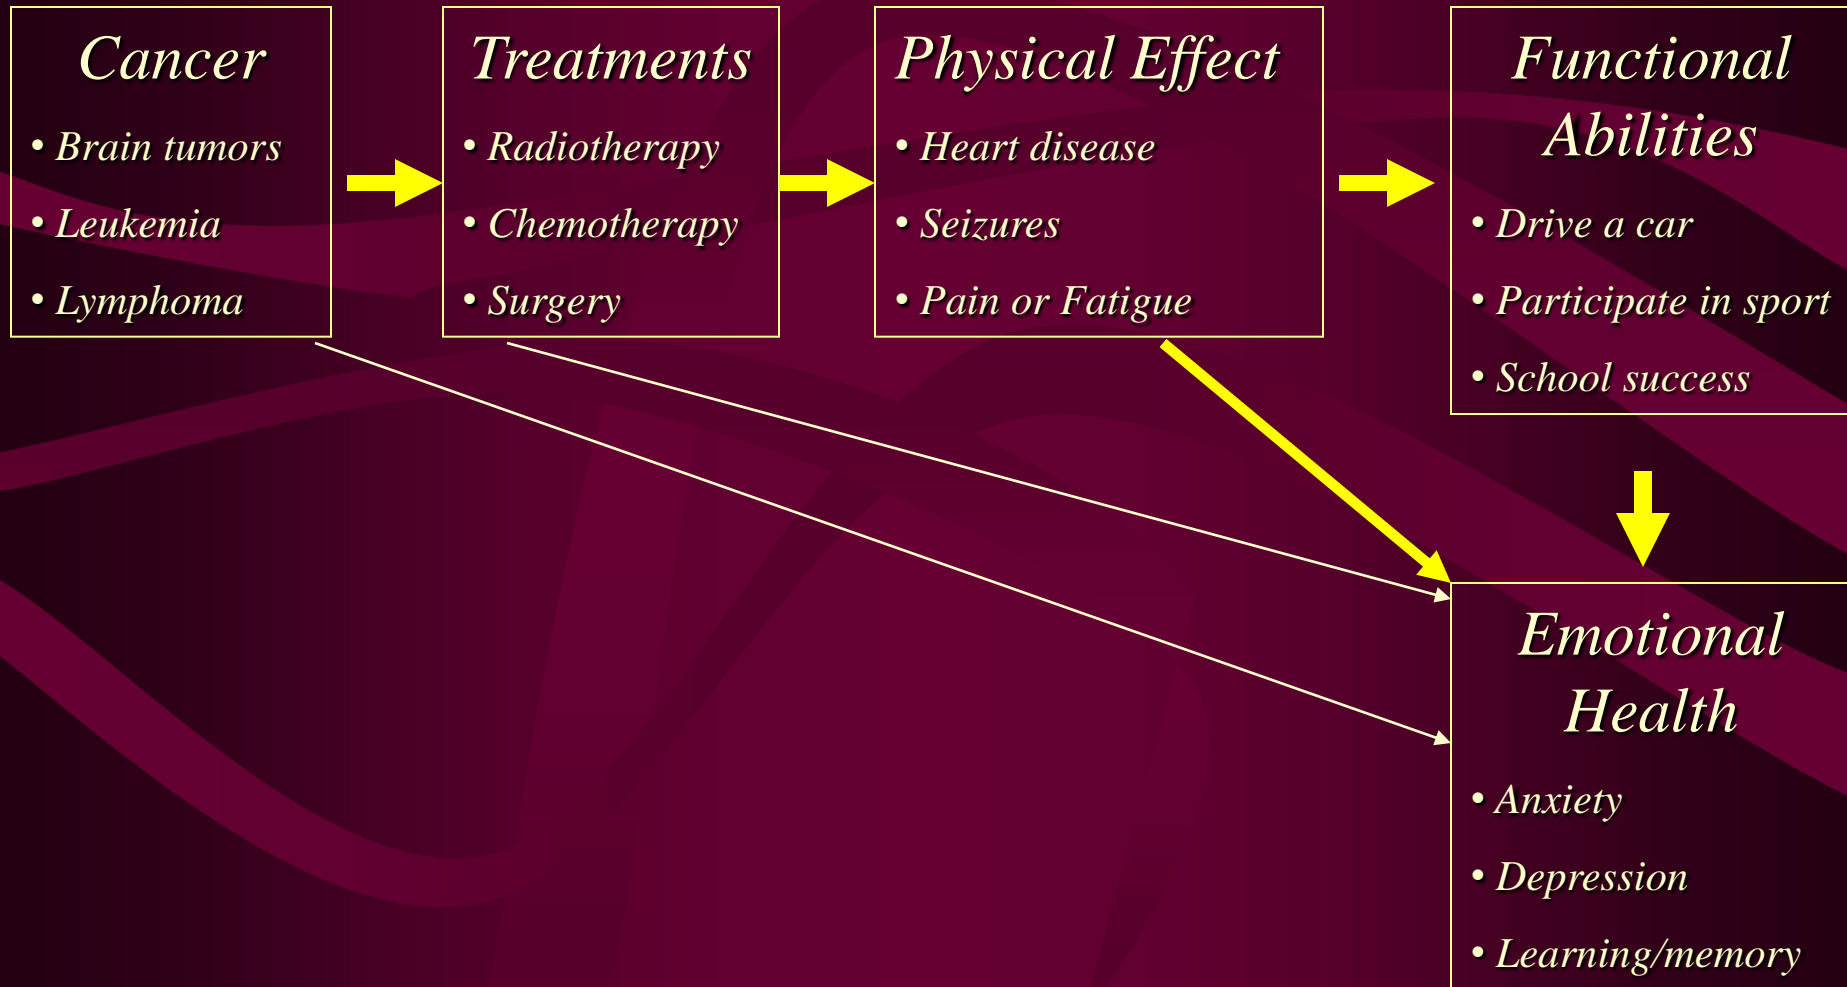 Cancer
• Brain tumors
• Leukemia
• Lymphoma
Treatments
• Radiotherapy
• Chemotherapy
• Surgery
Physical Effect
• Heart disease
• Seizures
• Pain or Fatigue
Functional
Abilities
• Drive a car
• Participate in sport
• School success
Emotional
Health
• Anxiety
• Depression
• Learning/memory